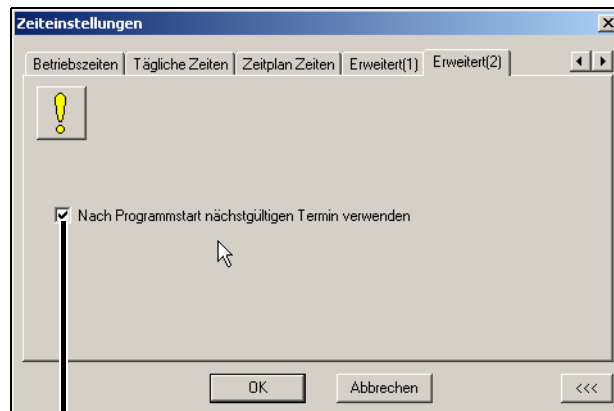 Zeiteinstellungen
Betriebszeiten Tägliche Zeiten Zeitplan Zeiten Erweitert(1) Erweitert(2)
Nach Programmstart nächstgültigen Termin verwenden
OK Abbrechen <<<